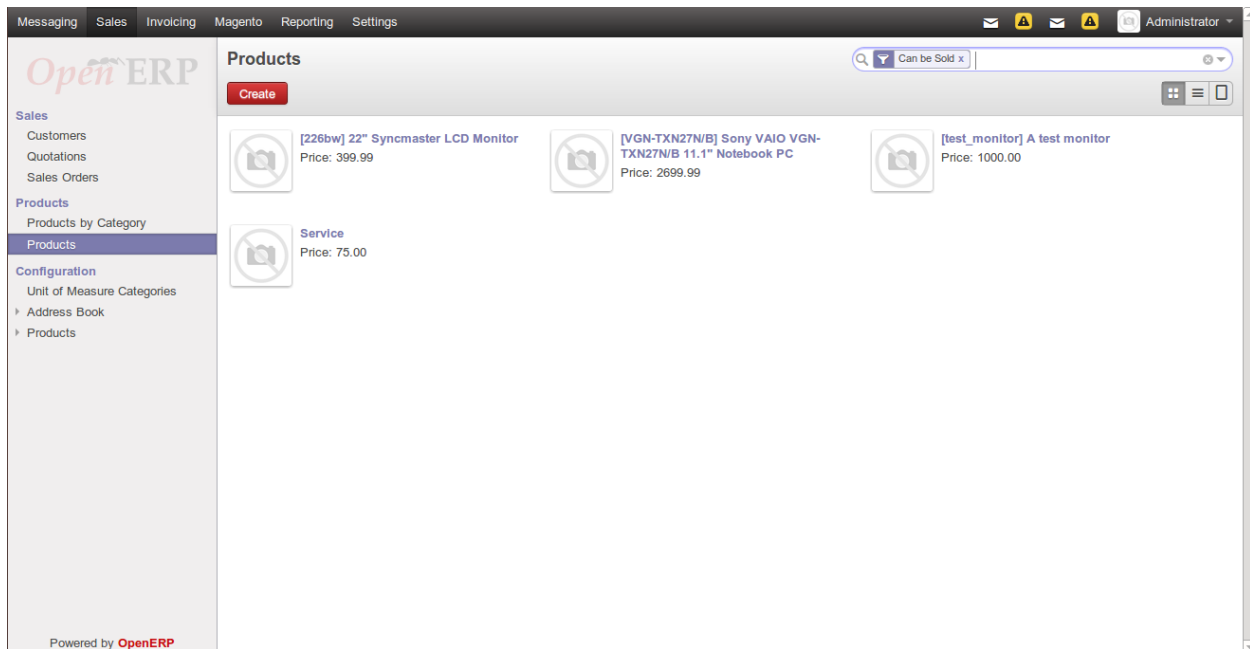 Messaging Sales Invoicing Magento Reporting Settings Administrator
Open ERP
Products
Can be Sold x
Create
Sales
Customers
Quotations
Sales Orders
Products
Products by Category
Products
Configuration
Unit of Measure Categories
Address Book
Products
[226bw] 22" Syncmaster LCD Monitor
Price: 399.99
[VGN-TXN27N/B] Sony VAIO VGN-
TXN27N/B 11.1" Notebook PC
Price: 2699.99
[test_monitor] A test monitor
Price: 1000.00
Service
Price: 75.00
Powered by OpenERP